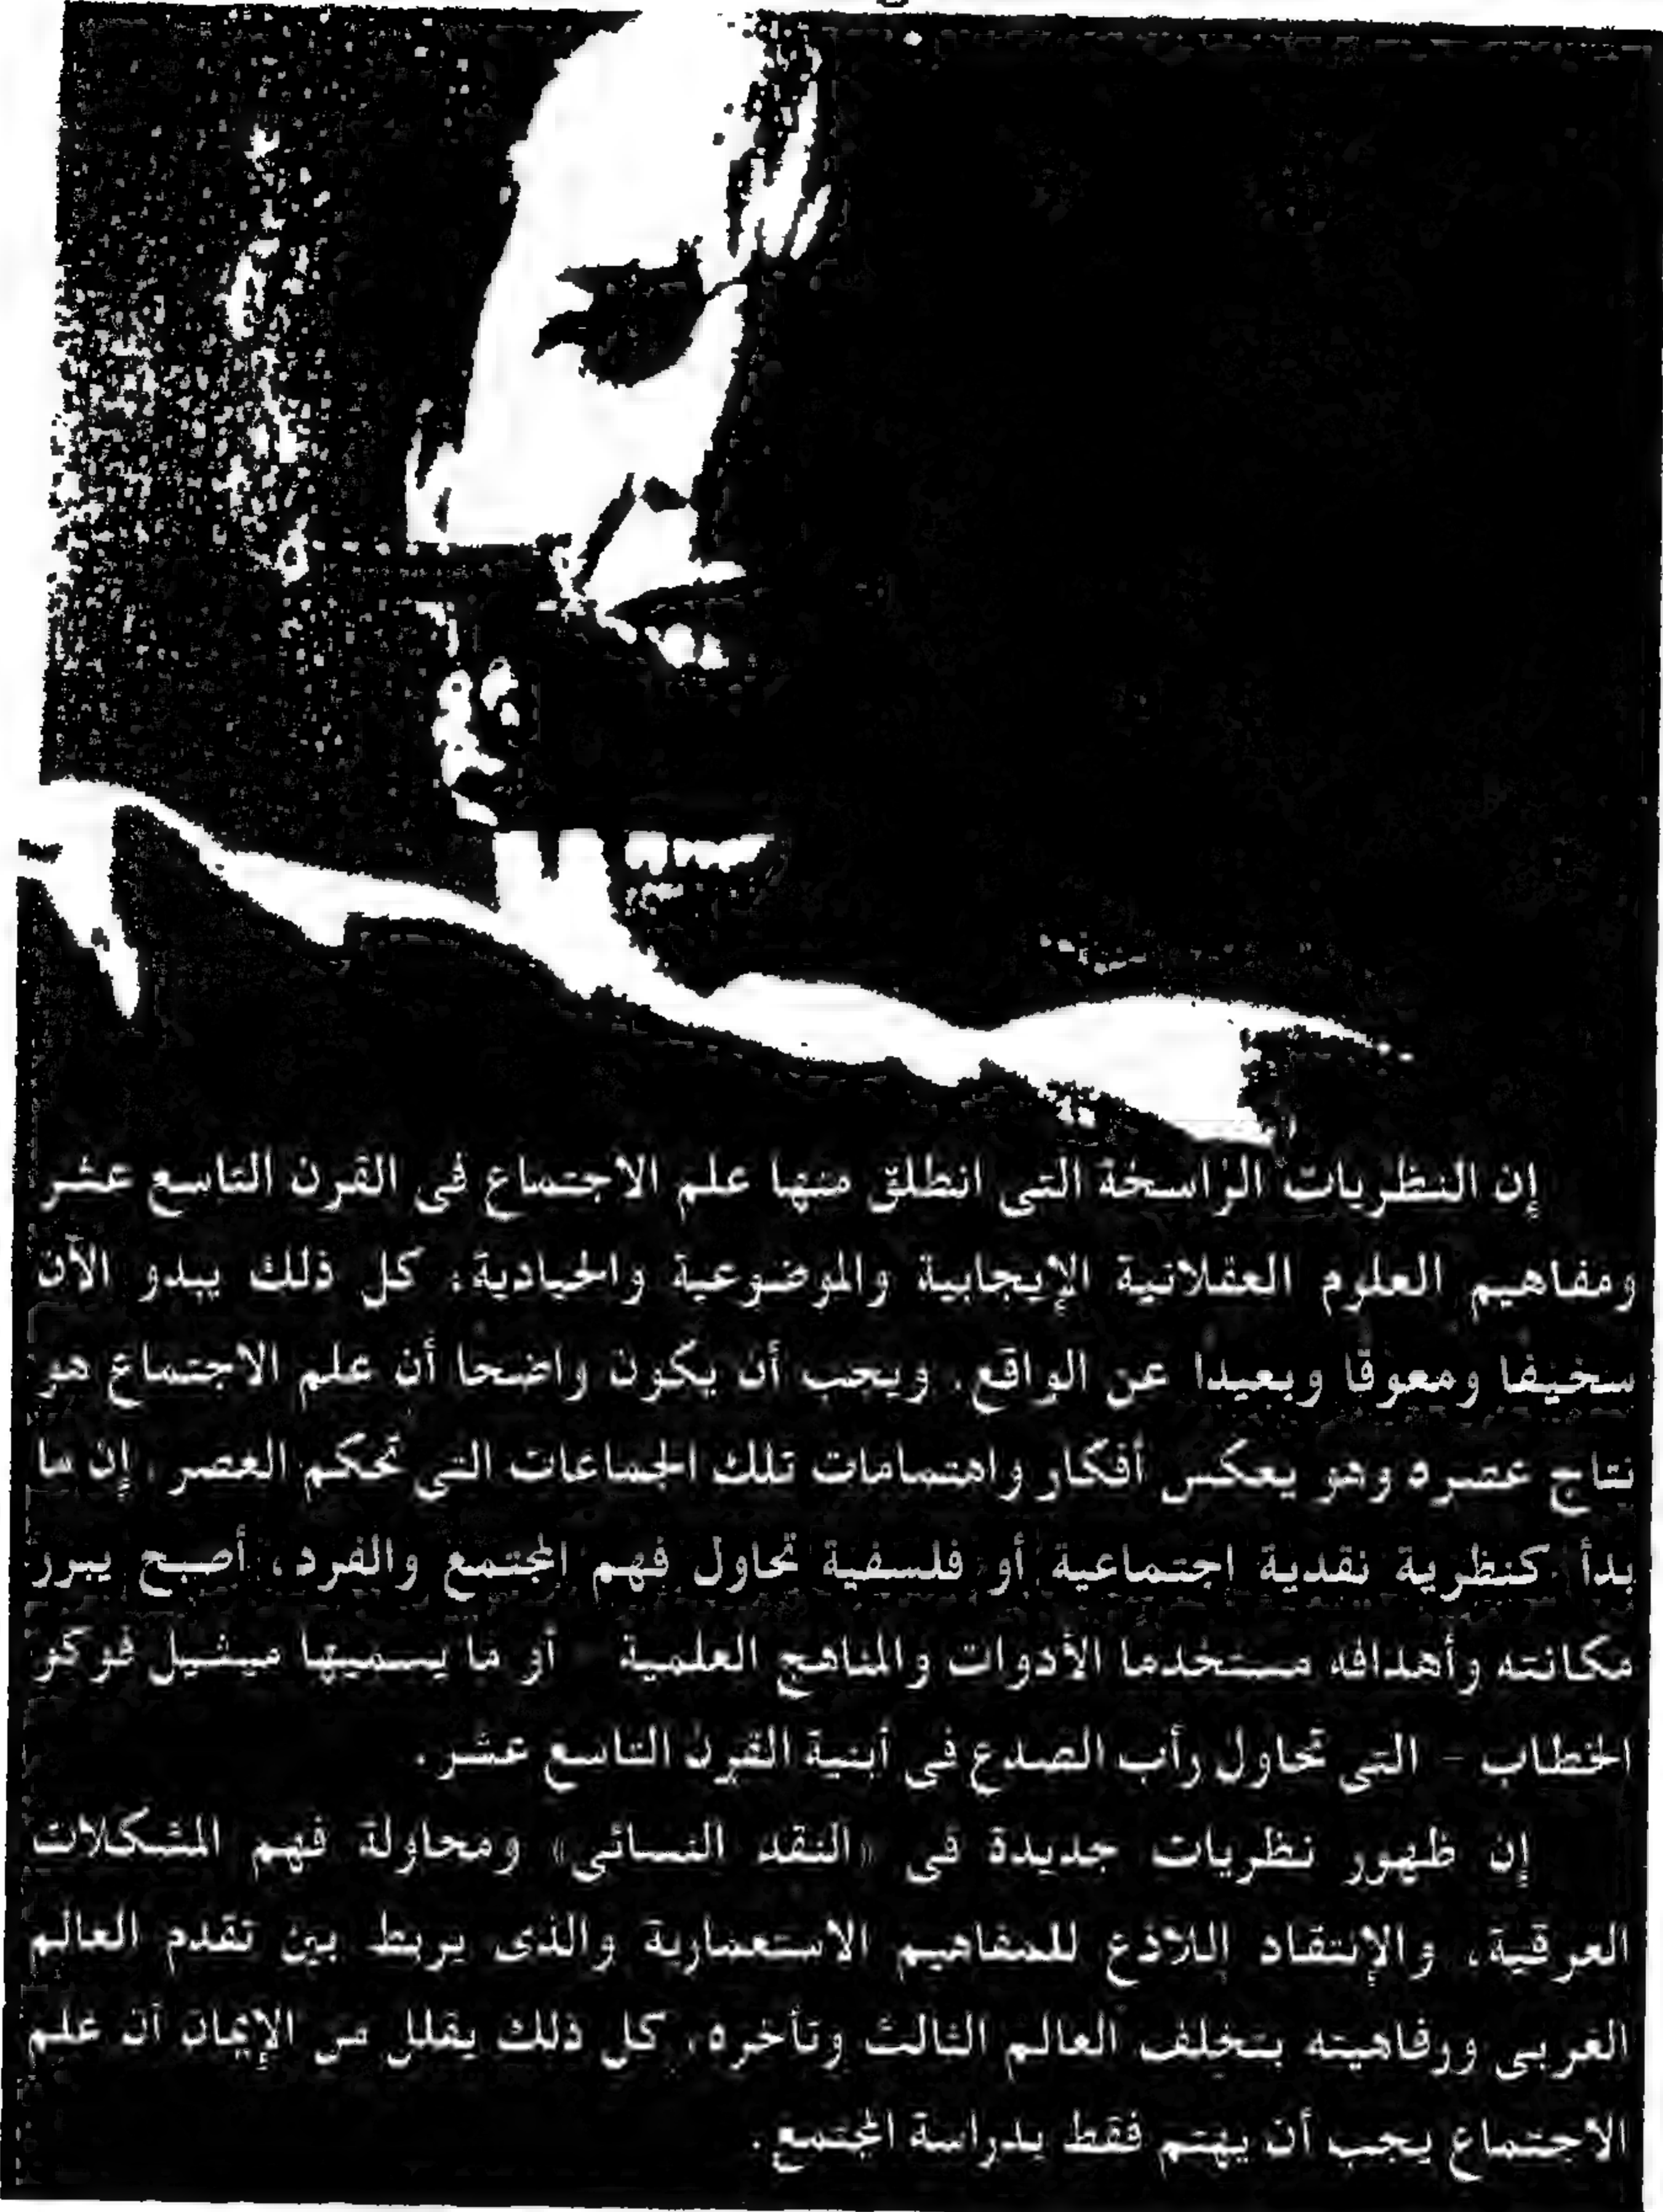 إن النظريات الراسخة التى انطلق منها علم الاجتماع فى القرن التاسع عشر
ومفاهيم العلوم العقلانية الإيجابية والموضوعية والحيادية؛ كل ذلك يبدو الآن
سخيفا ومعوقا وبعيدا عن الواقع. ويجب أن يكون واضحا أن علم الاجتماع هو
نتاج عصره وهو يعكس أفكار واهتمامات تلك الجماعات التى تحكم العصر، إن ما
بدأ كنظرية نقدية اجتماعية أو فلسفية تحاول فهم المجتمع والفرد، أصبح يبرر
مكانته وأهدافه مستخدما الأدوات والمناهج العلمية - أو ما يسميها ميشيل فوكو
الخطاب - التى تحاول رأب الصدع فى أبنية القرن التاسع عشر.
إن ظهور نظريات جديدة فى «النقد النسائى» ومحاولة فهم المشكلات
العرقية، والإنتقاد اللاذع للمفاهيم الاستعمارية والذى يربط بين تقدم العالم
الغربى ورفاهيته بتخلف العالم الثالث وتأخره، كل ذلك يقلل من الإيمان أن علم
الاجتماع يجب أن يهتم فقط بدراسة المجتمع.